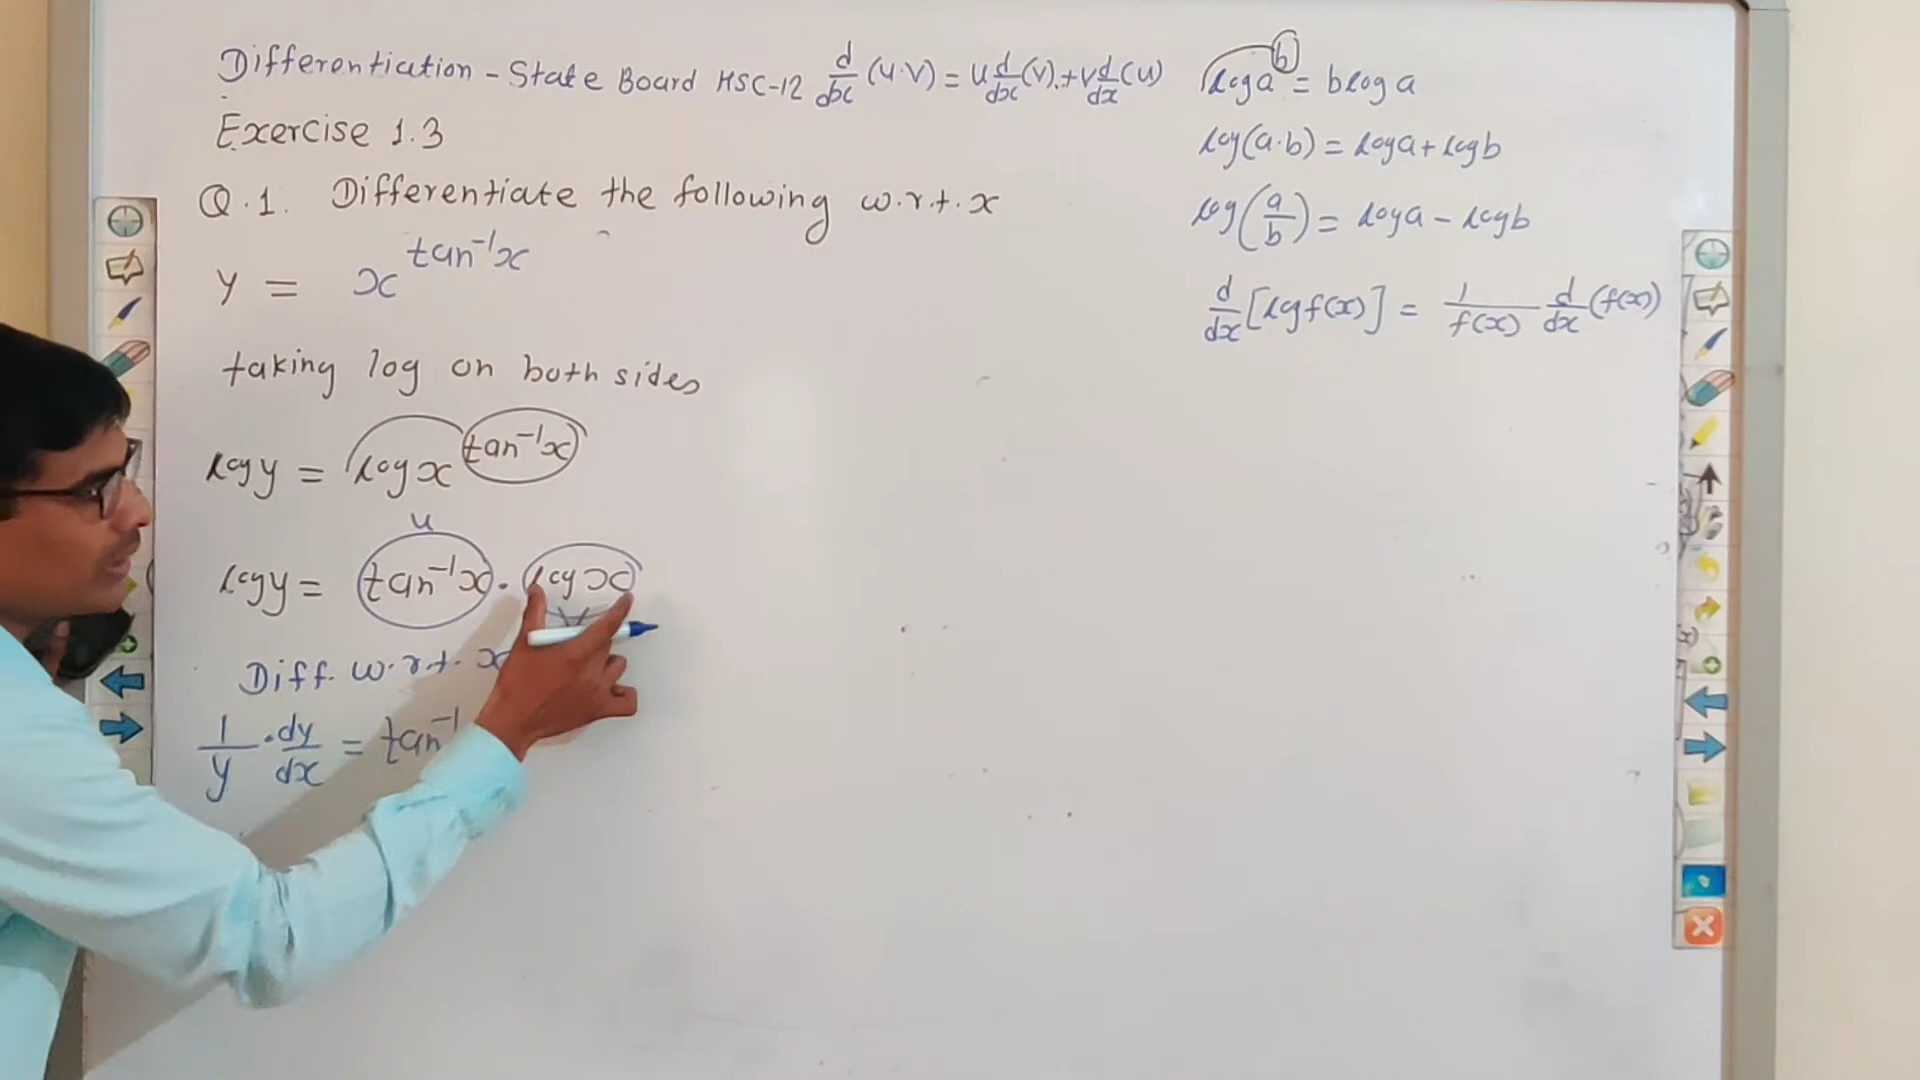 Differentiation - State Board HSC-12 d/dx (u.v) = u d/dx (v) + v d/dx (u)
Exercise 1.3
Q.1. Differentiate the following w.r.t. x
y = x^tan⁻¹x
taking log on both sides
log y = log x^tan⁻¹x
u
log y = tan⁻¹x . log x
Diff. w.r.t. x
1/y . dy/dx = tan⁻¹
log a^b = b log a
log(a·b) = log a + log b
log(a/b) = log a - log b
d/dx [log f(x)] = 1/f(x) d/dx (f(x))